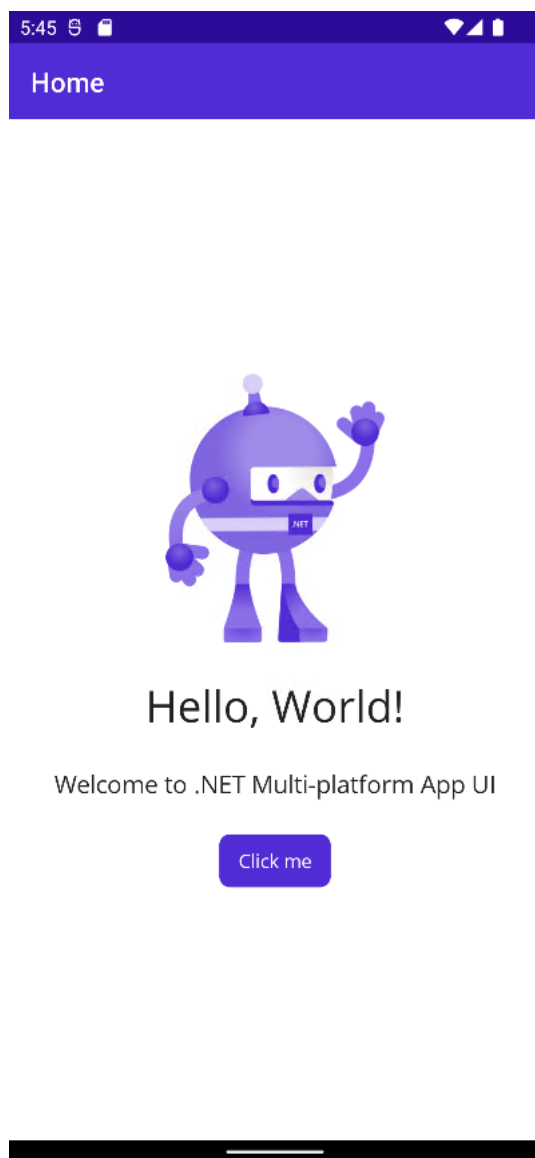 5:45
Home
.NET
Hello, World!
Welcome to .NET Multi-platform App UI
Click me